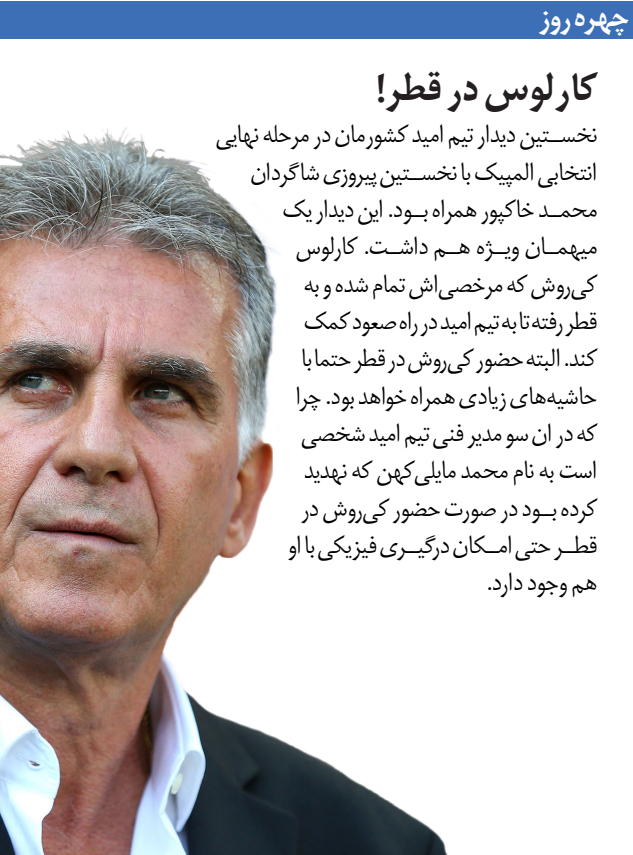 چهره روز
کارلوس در قطر!
نخستین دیدار تیم امید کشورمان در مرحله نهایی
انتخابی المپیک با نخستین پیروزی شاگردان
محمد خاکپور همراه بود. این دیدار یک
میهمان ویژه هم داشت. کارلوس
کی‌روش که مرخصی‌اش تمام شده و به
قطر رفته تا به تیم امید در راه صعود کمک
کند. البته حضور کی‌روش در قطر حتما با
حاشیه‌های زیادی همراه خواهد بود. چرا
که در ان سو مدیر فنی تیم امید شخصی
است به نام محمد مایلی‌کهن که نهدید
کرده بود در صورت حضور کی‌روش در
قطر حتی امکان درگیری فیزیکی با او
هم وجود دارد.